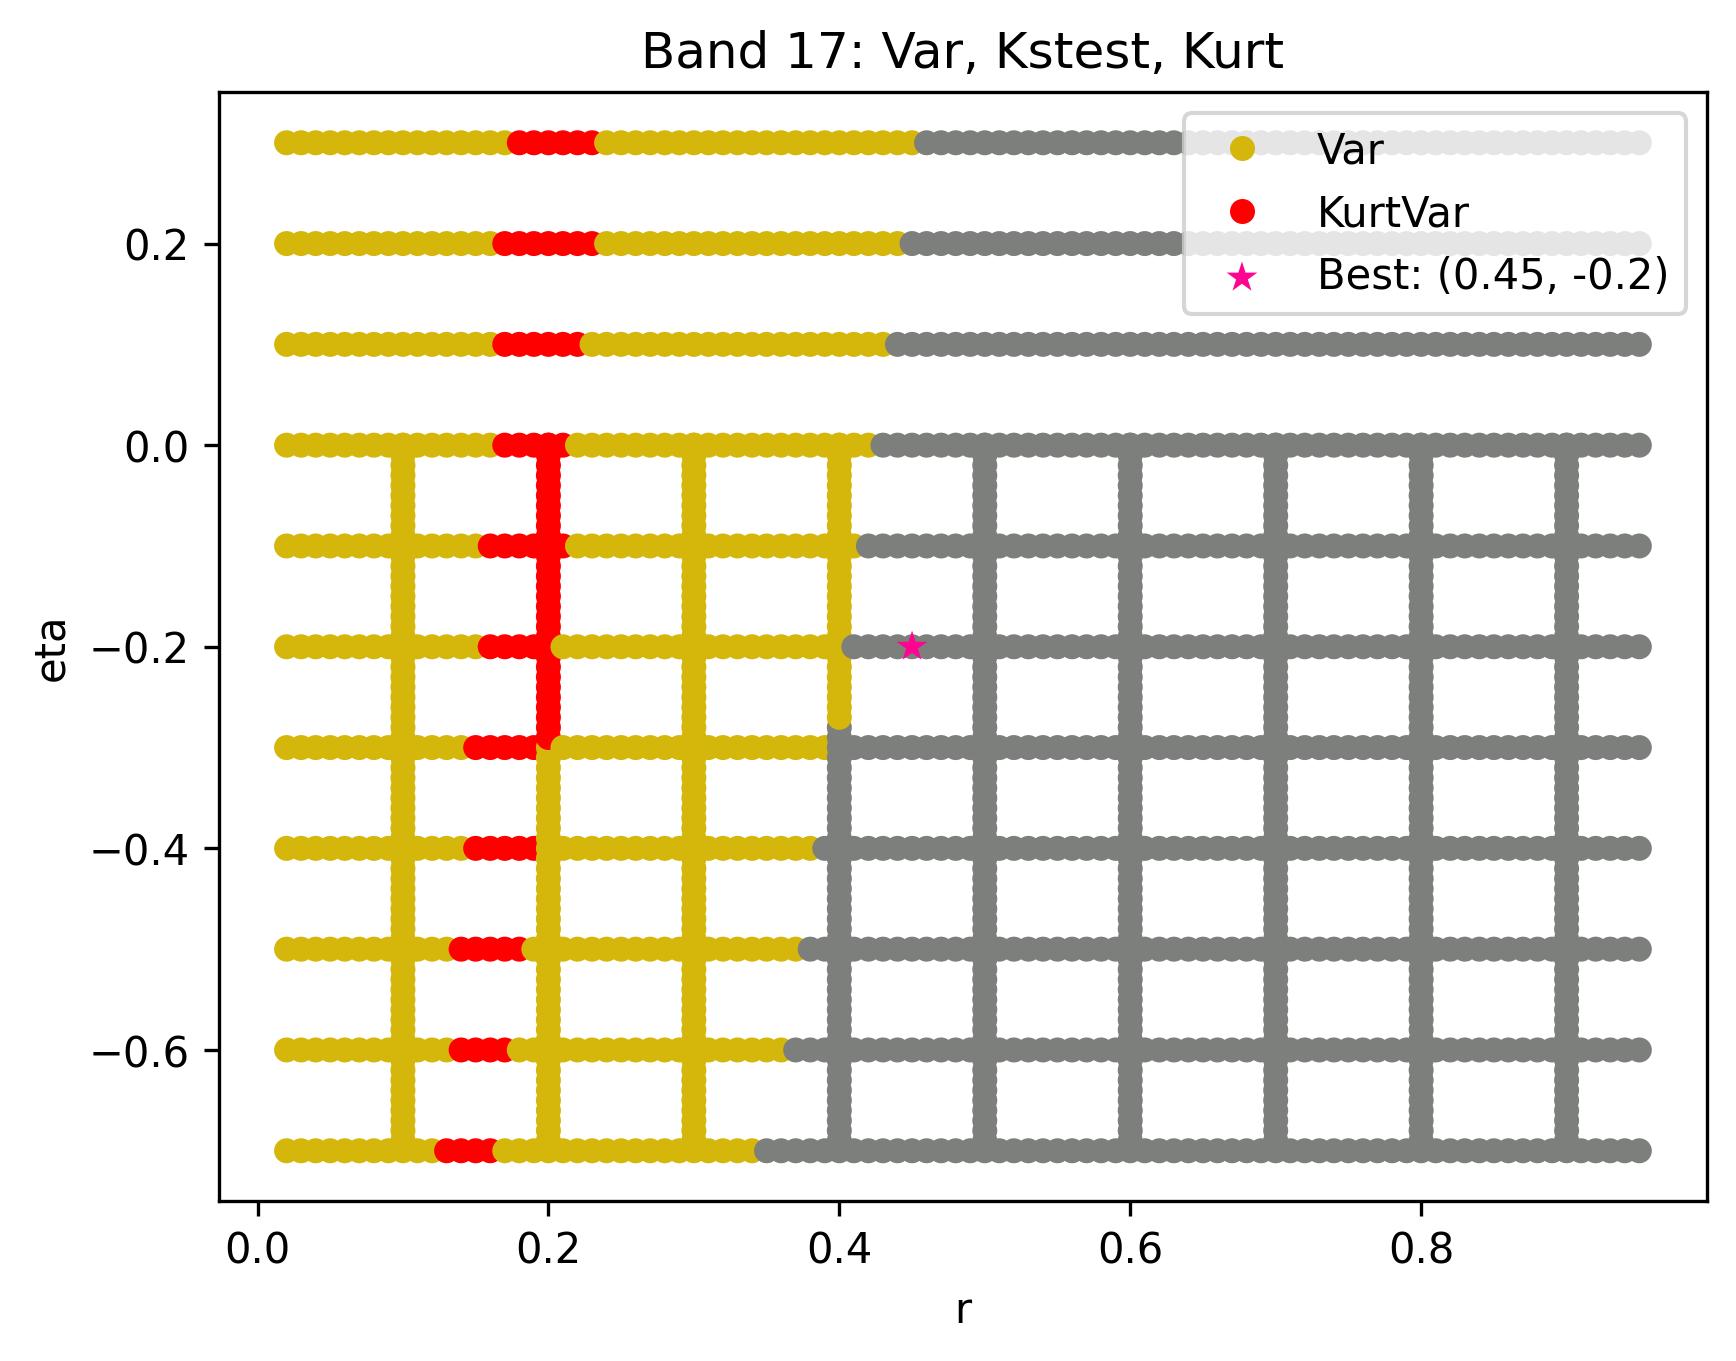 Band 17: Var, Kstest, Kurt
Var
KurtVar
Best: (0.45, -0.2)
0.2
0.0
−0.2
−0.4
−0.6
eta
0.0 0.2 0.4 0.6 0.8
r